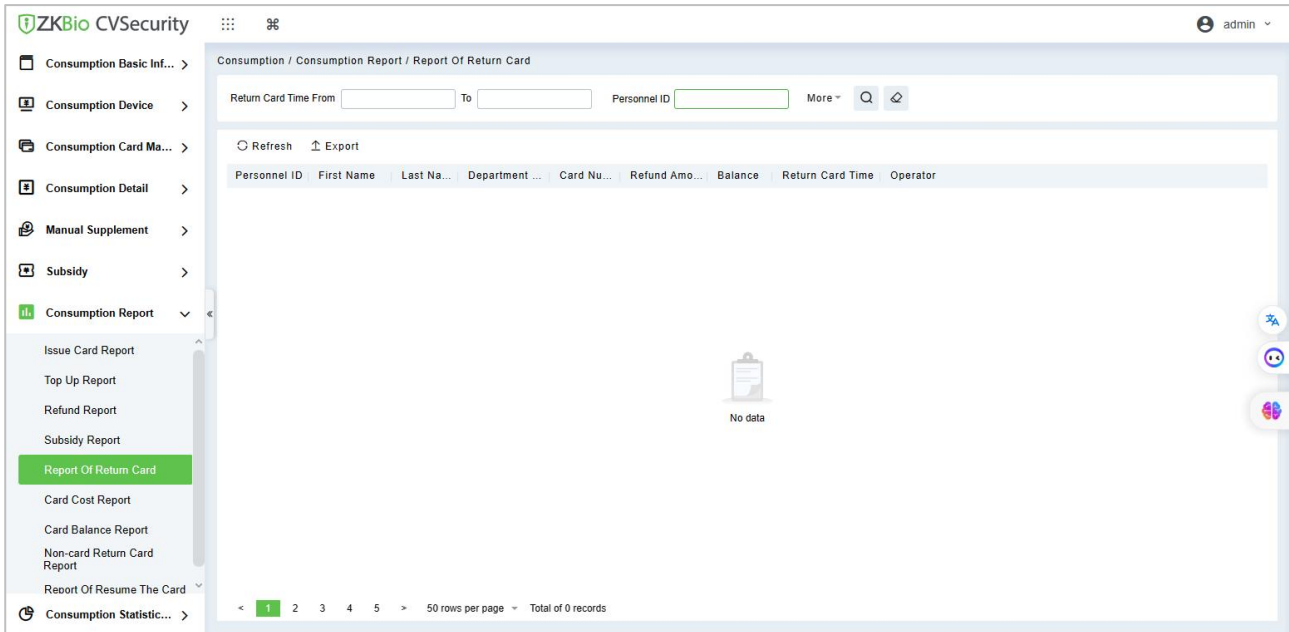 ZKBio CVSecurity
admin
Consumption Basic Inf...
Consumption Device
Consumption Card Ma...
Consumption Detail
Manual Supplement
Subsidy
Consumption Report
Issue Card Report
Top Up Report
Refund Report
Subsidy Report
Report Of Return Card
Card Cost Report
Card Balance Report
Non-card Return Card
Report
Report Of Resume The Card
Consumption Statistic...
Consumption / Consumption Report / Report Of Return Card
Return Card Time From To Personnel ID More
Refresh Export
Personnel ID First Name Last Na... Department ... Card Nu... Refund Amo... Balance Return Card Time Operator
No data
< 1 2 3 4 5 > 50 rows per page Total of 0 records